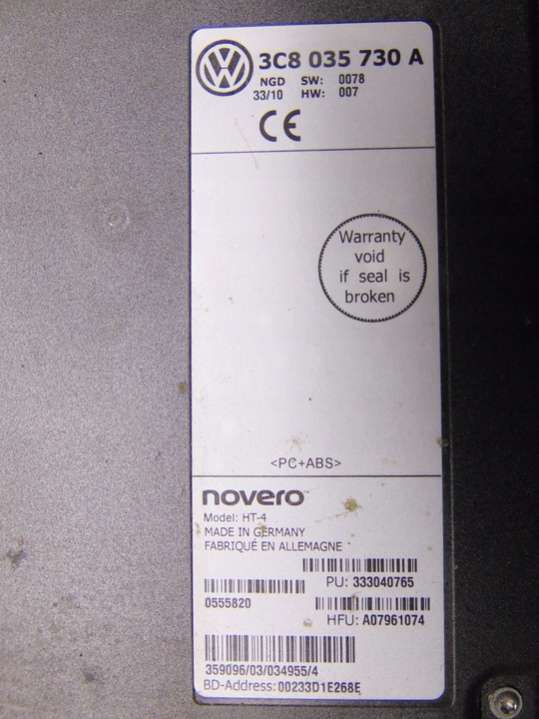 3C8 035 730 A
NGD SW: 0078
33/10 HW: 007
CE
Warranty
void
if seal is
broken
<PC+ABS>
novero
Model: HT-4
MADE IN GERMANY
FABRIQUÉ EN ALLEMAGNE
PU: 333040765
0555820
HFU: A07961074
359096/03/034955/4
BD-Address: 00233D1E268E